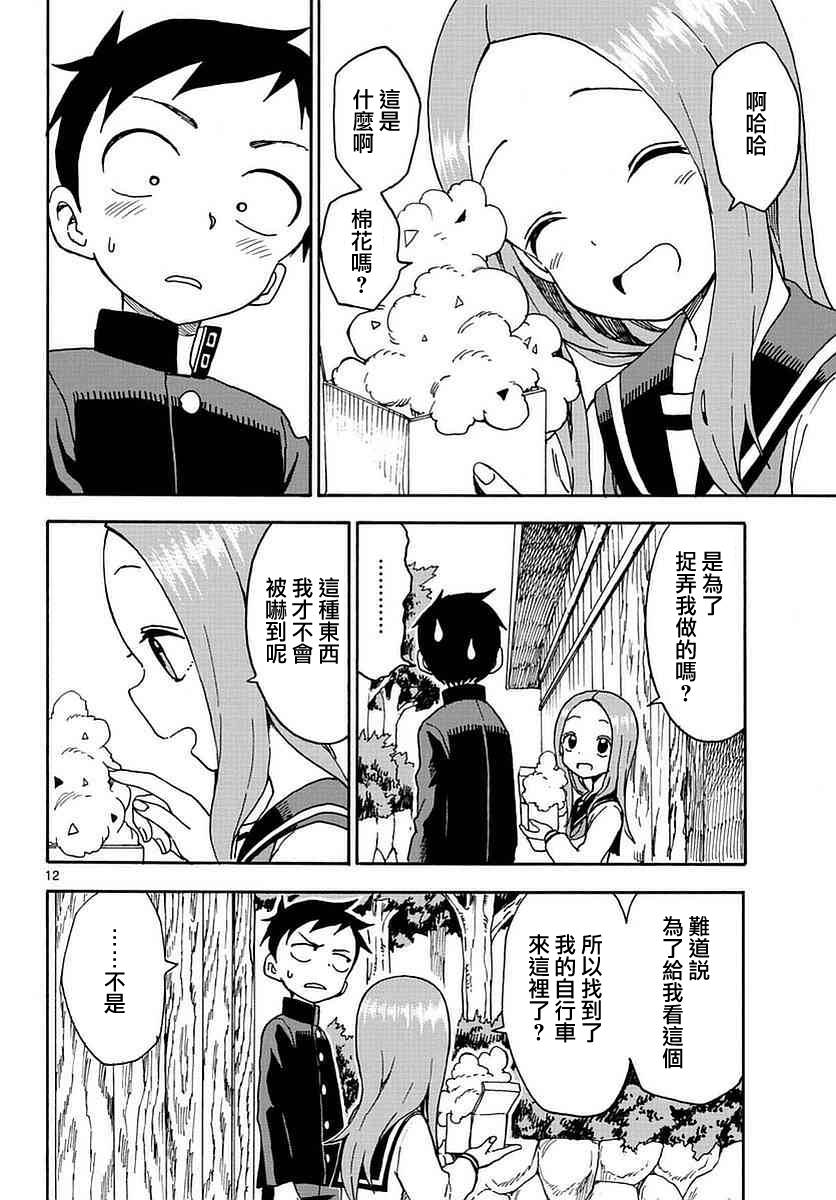 啊哈哈
這是
什麼啊
棉花嗎?
是為了
捉弄我做的嗎?
…………
這種東西
我才不會
被嚇到呢
12
難道説
為了給我看這個
所以找到了
我的自行車
來這裡了?
……不是